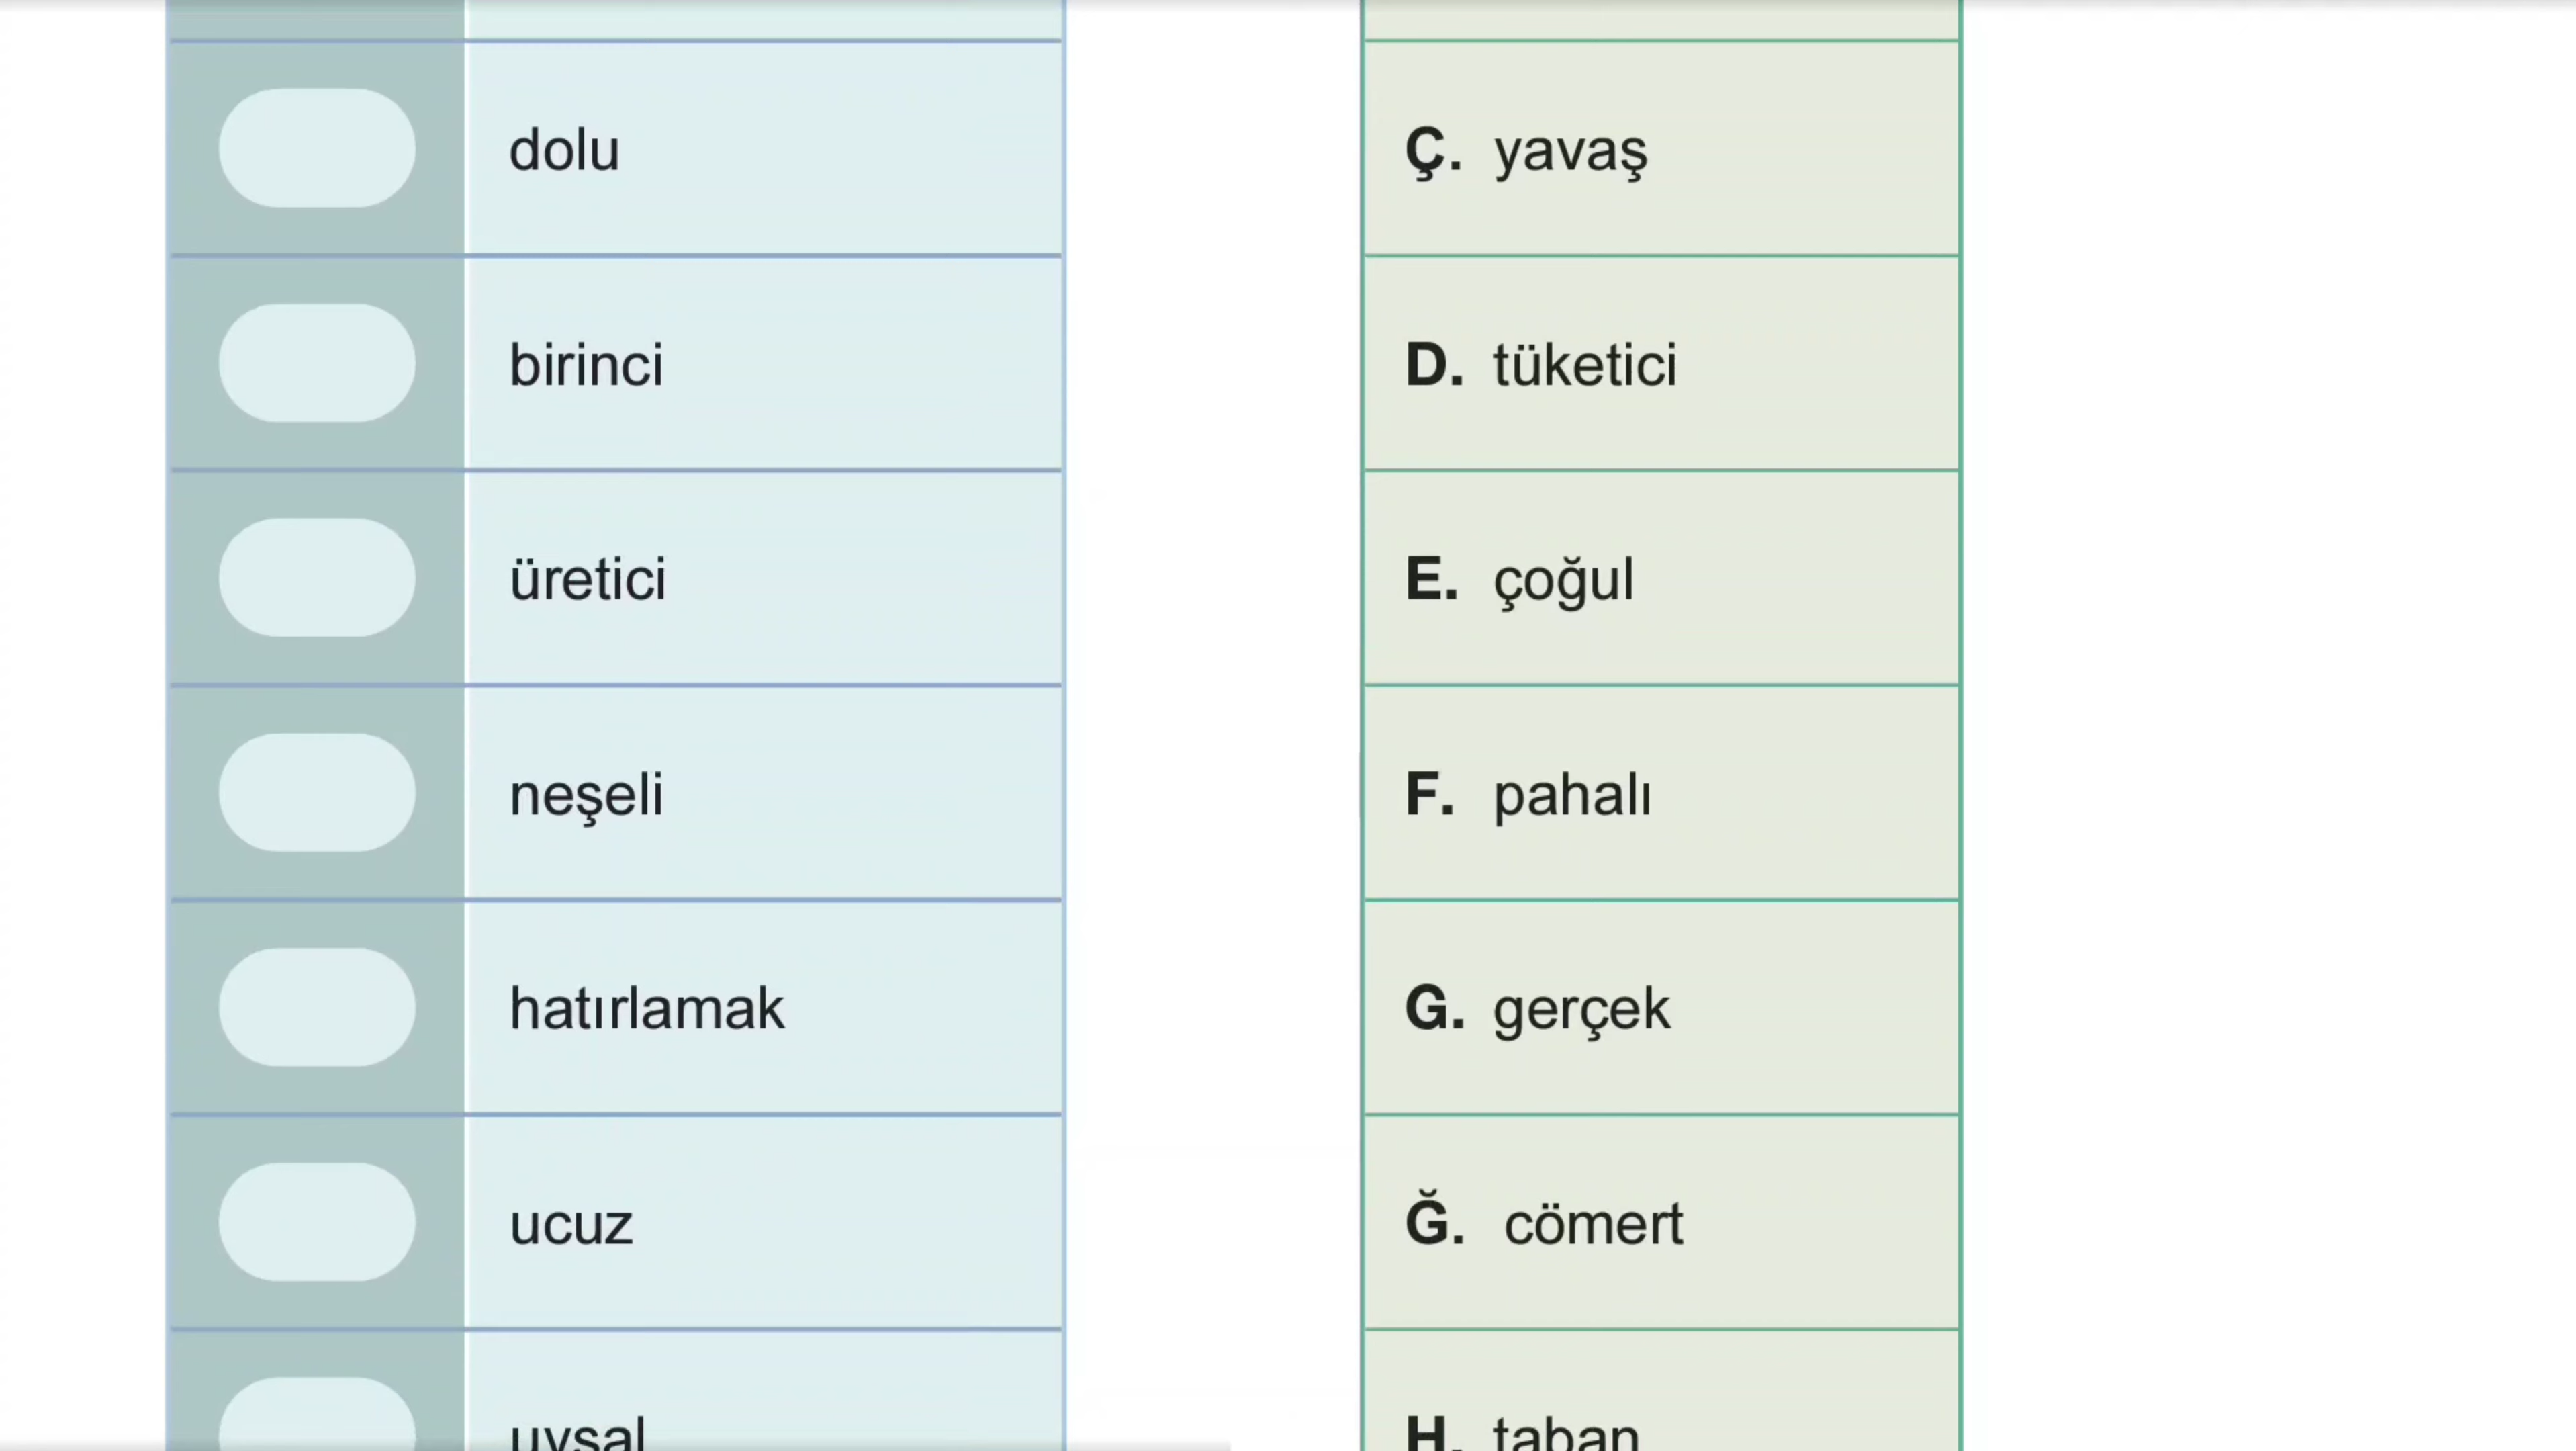 dolu
birinci
üretici
neşeli
hatırlamak
ucuz
uysal
Ç. yavaş
D. tüketici
E. çoğul
F. pahalı
G. gerçek
Ğ. cömert
H. taban